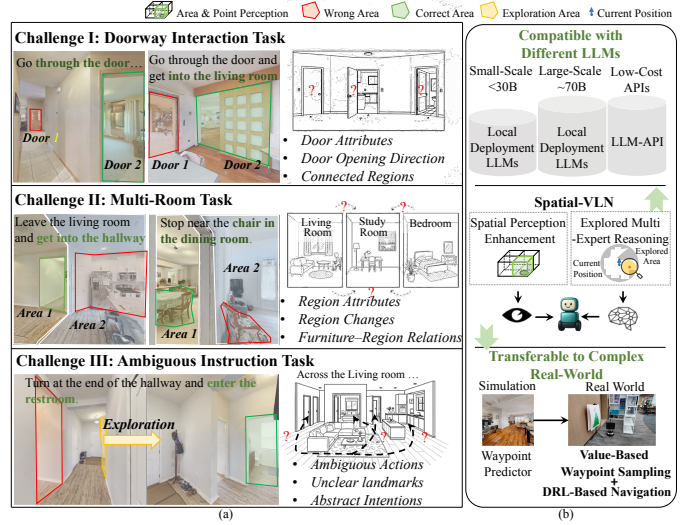 Area & Point Perception
Wrong Area
Correct Area
Exploration Area
Current Position
Challenge I: Doorway Interaction Task
Go through the door…
Door 1
Door 2
Go through the door and
get into the living room
Door 1
Door 2
? ? ?
• Door Attributes
• Door Opening Direction
• Connected Regions
Challenge II: Multi-Room Task
Leave the living room
and get into the hallway
Area 1
Area 2
Stop near the chair in
the dining room.
Area 2
Area 1
?
?
Living
Room
Study
Room
Bedroom
?
• Region Attributes
• Region Changes
• Furniture–Region Relations
Challenge III: Ambiguous Instruction Task
Turn at the end of the hallway and enter the
restroom.
Exploration
Across the Living room …
? ? ? ?
• Ambiguous Actions
• Unclear landmarks
• Abstract Intentions
(a)
Compatible with
Different LLMs
Small-Scale
<30B
Large-Scale
~70B
Low-Cost
APIs
Local
Deployment
LLMs
Local
Deployment
LLMs
LLM-API
Spatial-VLN
Spatial Perception
Enhancement
Explored Multi
-Expert Reasoning
Current
Position
Explored
Area
Transferable to Complex
Real-World
Simulation
Real World
Waypoint
Predictor
Value-Based
Waypoint Sampling
+
DRL-Based Navigation
(b)